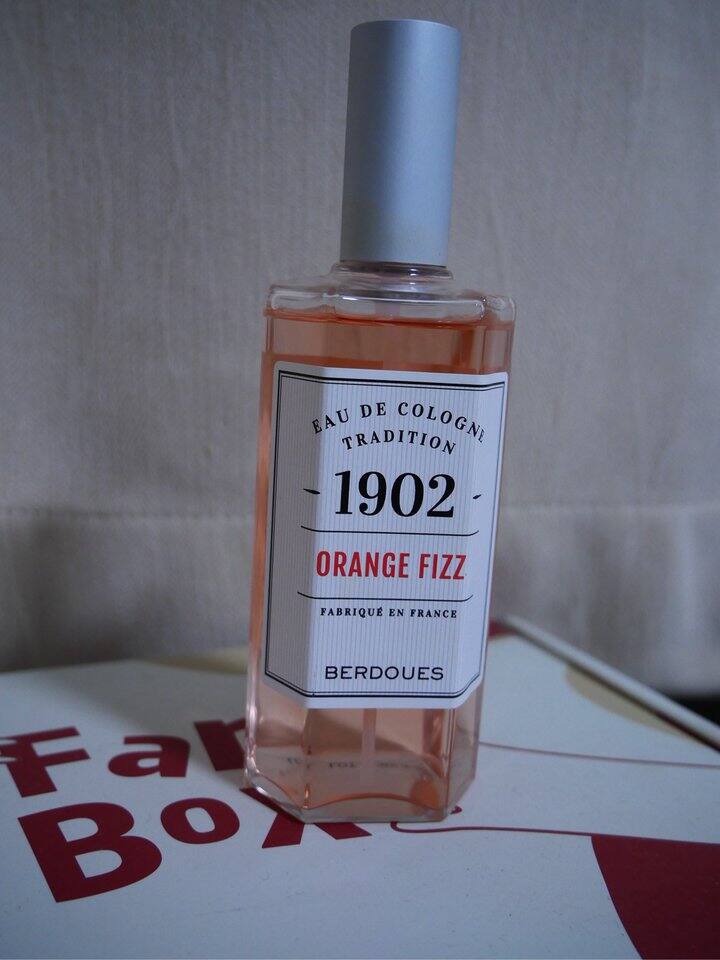 EAU DE COLOGNE
TRADITION
- 1902 -
ORANGE FIZZ
FABRIQUÉ EN FRANCE
BERDOUES
Box